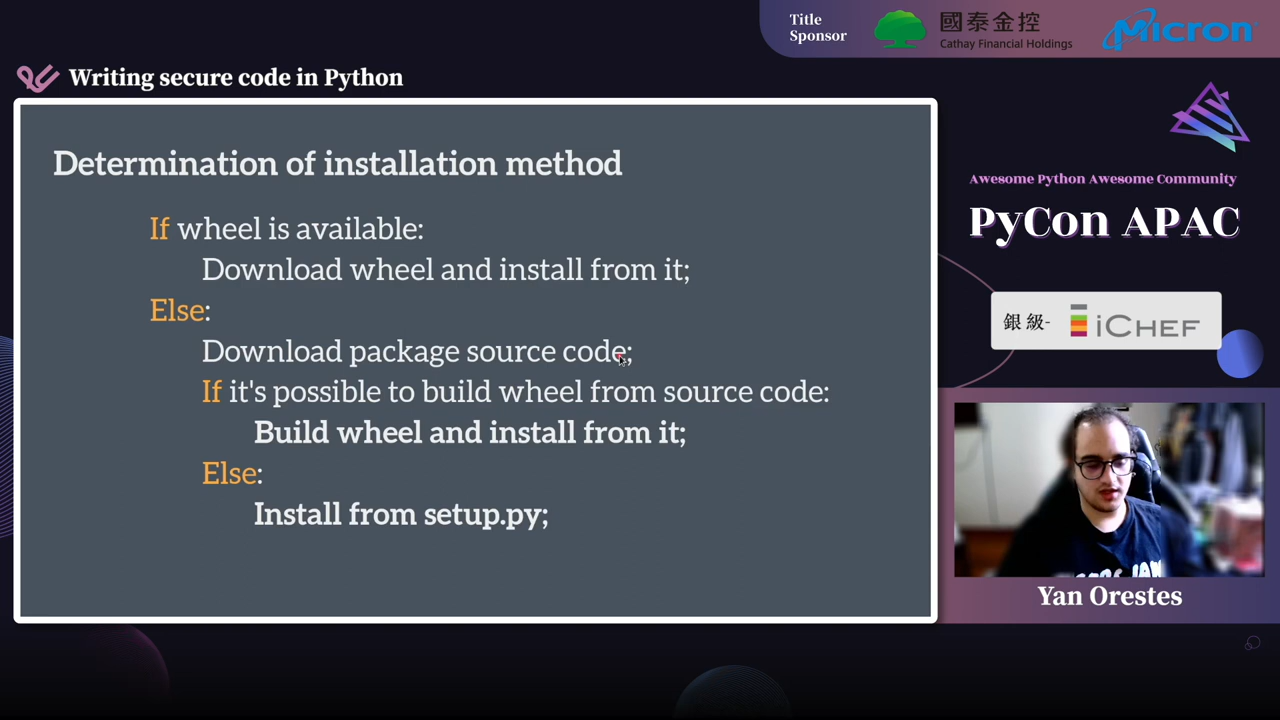 Title
Sponsor
國泰金控
Cathay Financial Holdings
Micron
Writing secure code in Python
Determination of installation method
If wheel is available:
Download wheel and install from it;
Else:
Download package source code;
If it's possible to build wheel from source code:
Build wheel and install from it;
Else:
Install from setup.py;
Awesome Python Awesome Community
PyCon APAC
銀級- iCHEF
Yan Orestes